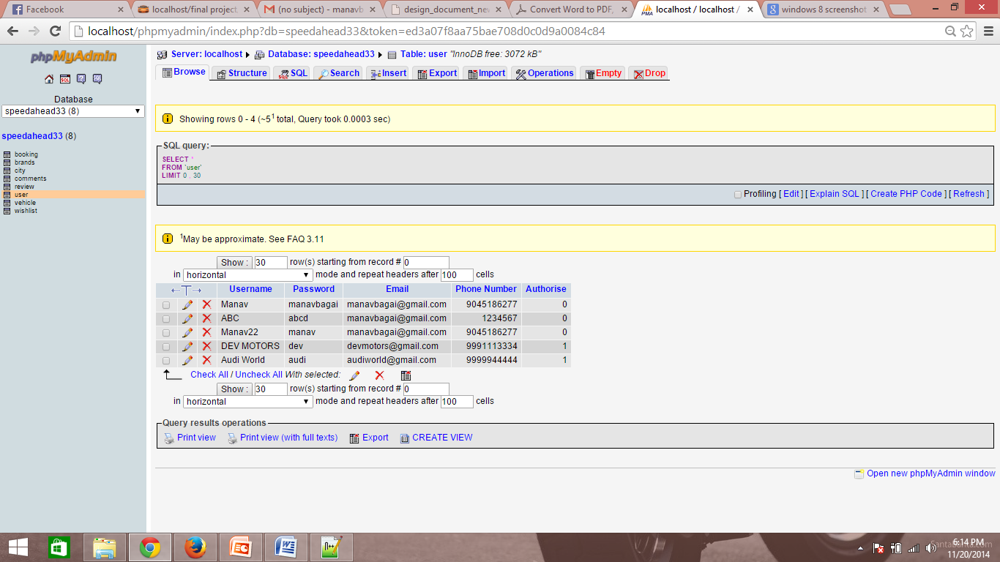 Facebook
localhost/final project
(no subject) - manavb
design_document_new
Convert Word to PDF,
localhost / localhost /
windows 8 screenshot
localhost/phpmyadmin/index.php?db=speedahead33&token=ed3a07f8aa75bae708d0c0d9a0084c84
phpMyAdmin
Database
speedahead33 (8)
speedahead33 (8)
booking
brands
city
comments
review
user
vehicle
wishlist
Server: localhost Database: speedahead33 Table: user "InnoDB free: 3072 kB"
Browse Structure SQL Search Insert Export Import Operations Empty Drop
Showing rows 0 - 4 (~5¹ total, Query took 0.0003 sec)
SQL query:
SELECT *
FROM `user`
LIMIT 0 , 30
Profiling [ Edit ] [ Explain SQL ] [ Create PHP Code ] [ Refresh ]
¹May be approximate. See FAQ 3.11
Show : 30 row(s) starting from record # 0
in horizontal mode and repeat headers after 100 cells
Username Password Email Phone Number Authorise
Manav manavbagai manavbagai@gmail.com 9045186277 0
ABC abcd manavbagai@gmail.com 1234567 0
Manav22 manav manavbagai@gmail.com 9045186277 0
DEV MOTORS dev devmotors@gmail.com 9991113334 1
Audi World audi audiworld@gmail.com 9999944444 1
Check All / Uncheck All With selected:
Show : 30 row(s) starting from record # 0
in horizontal mode and repeat headers after 100 cells
Query results operations
Print view Print view (with full texts) Export CREATE VIEW
Open new phpMyAdmin window
6:14 PM
11/20/2014